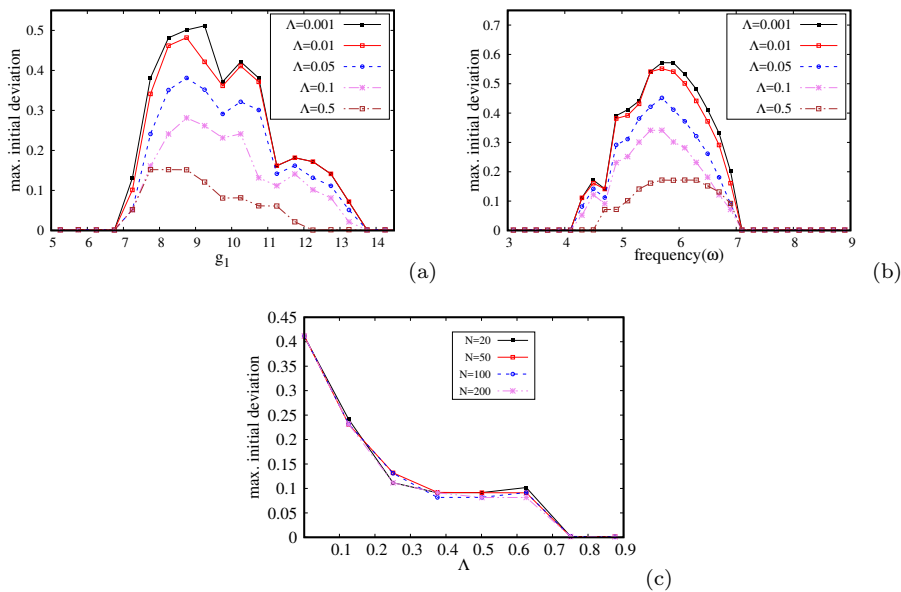 max. initial deviation
0.5
0.4
0.3
0.2
0.1
0
5 6 7 8 9 10 11 12 13 14
g₁
Λ=0.001
Λ=0.01
Λ=0.05
Λ=0.1
Λ=0.5
(a)
max. initial deviation
0.7
0.6
0.5
0.4
0.3
0.2
0.1
0
3 4 5 6 7 8 9
frequency(ω)
Λ=0.001
Λ=0.01
Λ=0.05
Λ=0.1
Λ=0.5
(b)
max. initial deviation
0.45
0.4
0.35
0.3
0.25
0.2
0.15
0.1
0.05
0
0.1 0.2 0.3 0.4 0.5 0.6 0.7 0.8 0.9
Λ
N=20
N=50
N=100
N=200
(c)